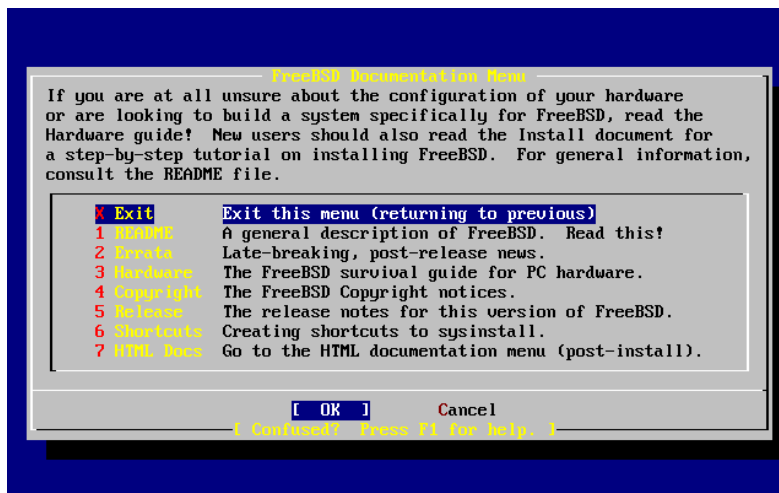 FreeBSD Documentation Menu
If you are at all unsure about the configuration of your hardware
or are looking to build a system specifically for FreeBSD, read the
Hardware guide!  New users should also read the Install document for
a step-by-step tutorial on installing FreeBSD.  For general information,
consult the README file.
X Exit Exit this menu (returning to previous)
1 README A general description of FreeBSD.  Read this!
2 Errata Late-breaking, post-release news.
3 Hardware The FreeBSD survival guide for PC hardware.
4 Copyright The FreeBSD Copyright notices.
5 Release The release notes for this version of FreeBSD.
6 Shortcuts Creating shortcuts to sysinstall.
7 HTML Docs Go to the HTML documentation menu (post-install).
[ OK ] Cancel
[ Confused? Press F1 for help. ]